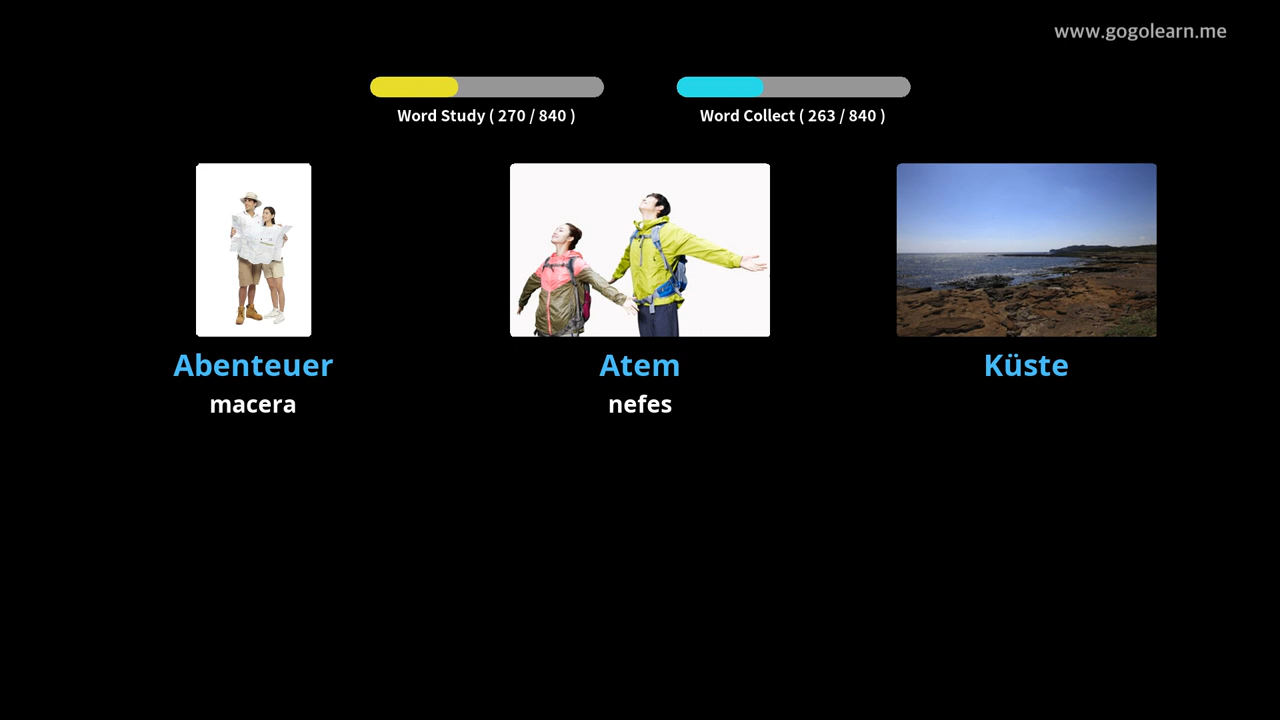 www.gogolearn.me
Word Study ( 270 / 840 )
Word Collect ( 263 / 840 )
Abenteuer
macera
Atem
nefes
Küste